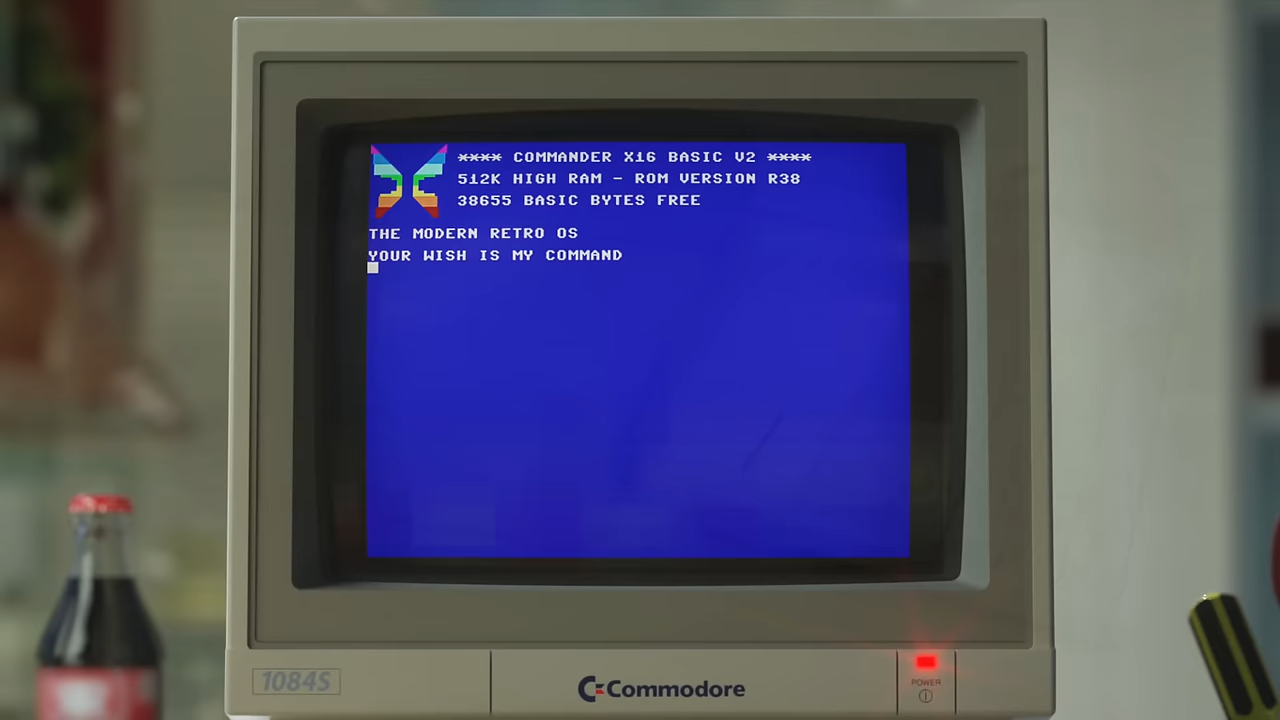 **** COMMANDER X16 BASIC V2 ****
512K HIGH RAM - ROM VERSION R38
38655 BASIC BYTES FREE
THE MODERN RETRO OS
YOUR WISH IS MY COMMAND
1084S
Commodore
POWER